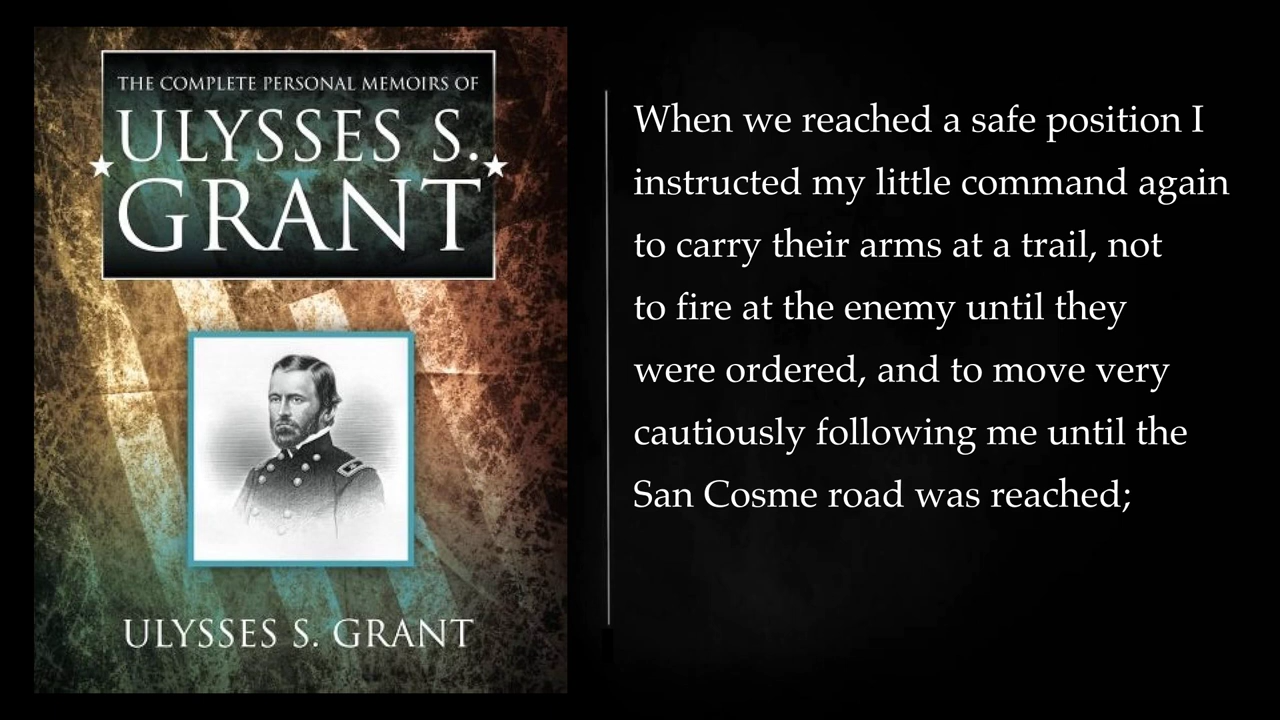 THE COMPLETE PERSONAL MEMOIRS OF
ULYSSES S.
GRANT
ULYSSES S. GRANT
When we reached a safe position I
instructed my little command again
to carry their arms at a trail, not
to fire at the enemy until they
were ordered, and to move very
cautiously following me until the
San Cosme road was reached;